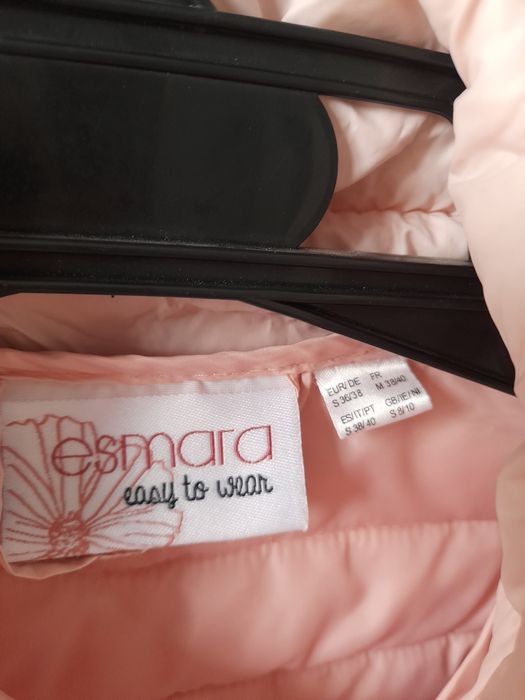 esmara
easy to wear
EUR/DE FR
S 36/38 M 38/40
ES/IT/PT GB/IE/NI
S 38/40 S 8/10